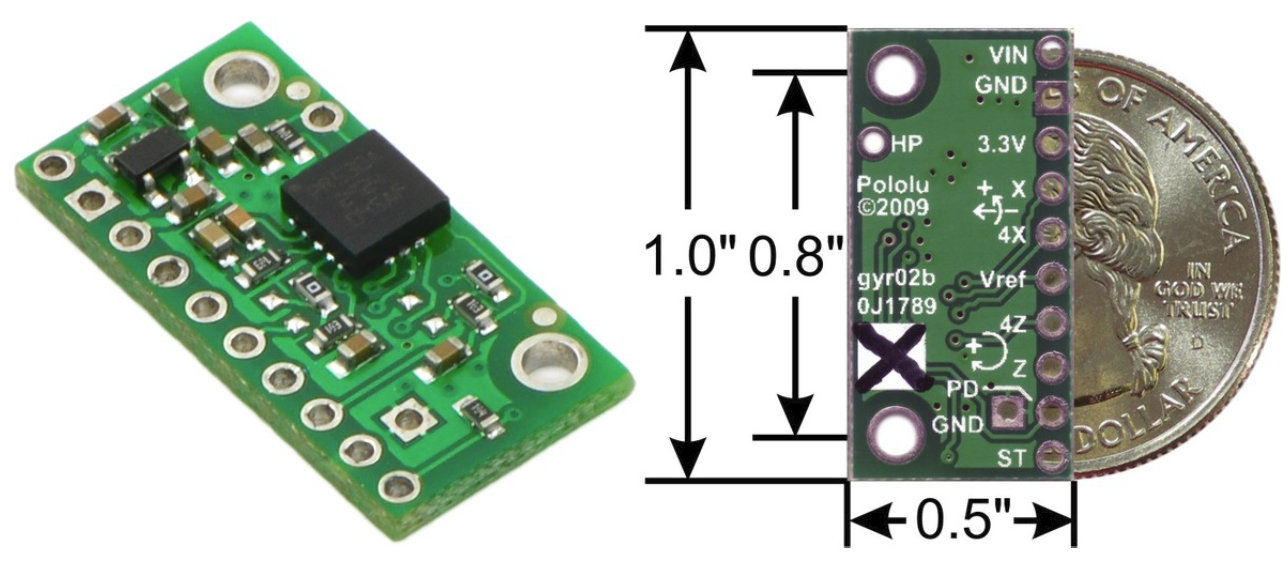 104
1.0"
0.8"
0.5"
VIN
GND
3.3V
HP
+ X
-
Pololu
©2009
4X
gyr02b
0J1789
Vref
4Z
+
Z
PD
GND
ST
OF AMERICA
IN
GOD WE
TRUST
D
DOLLAR